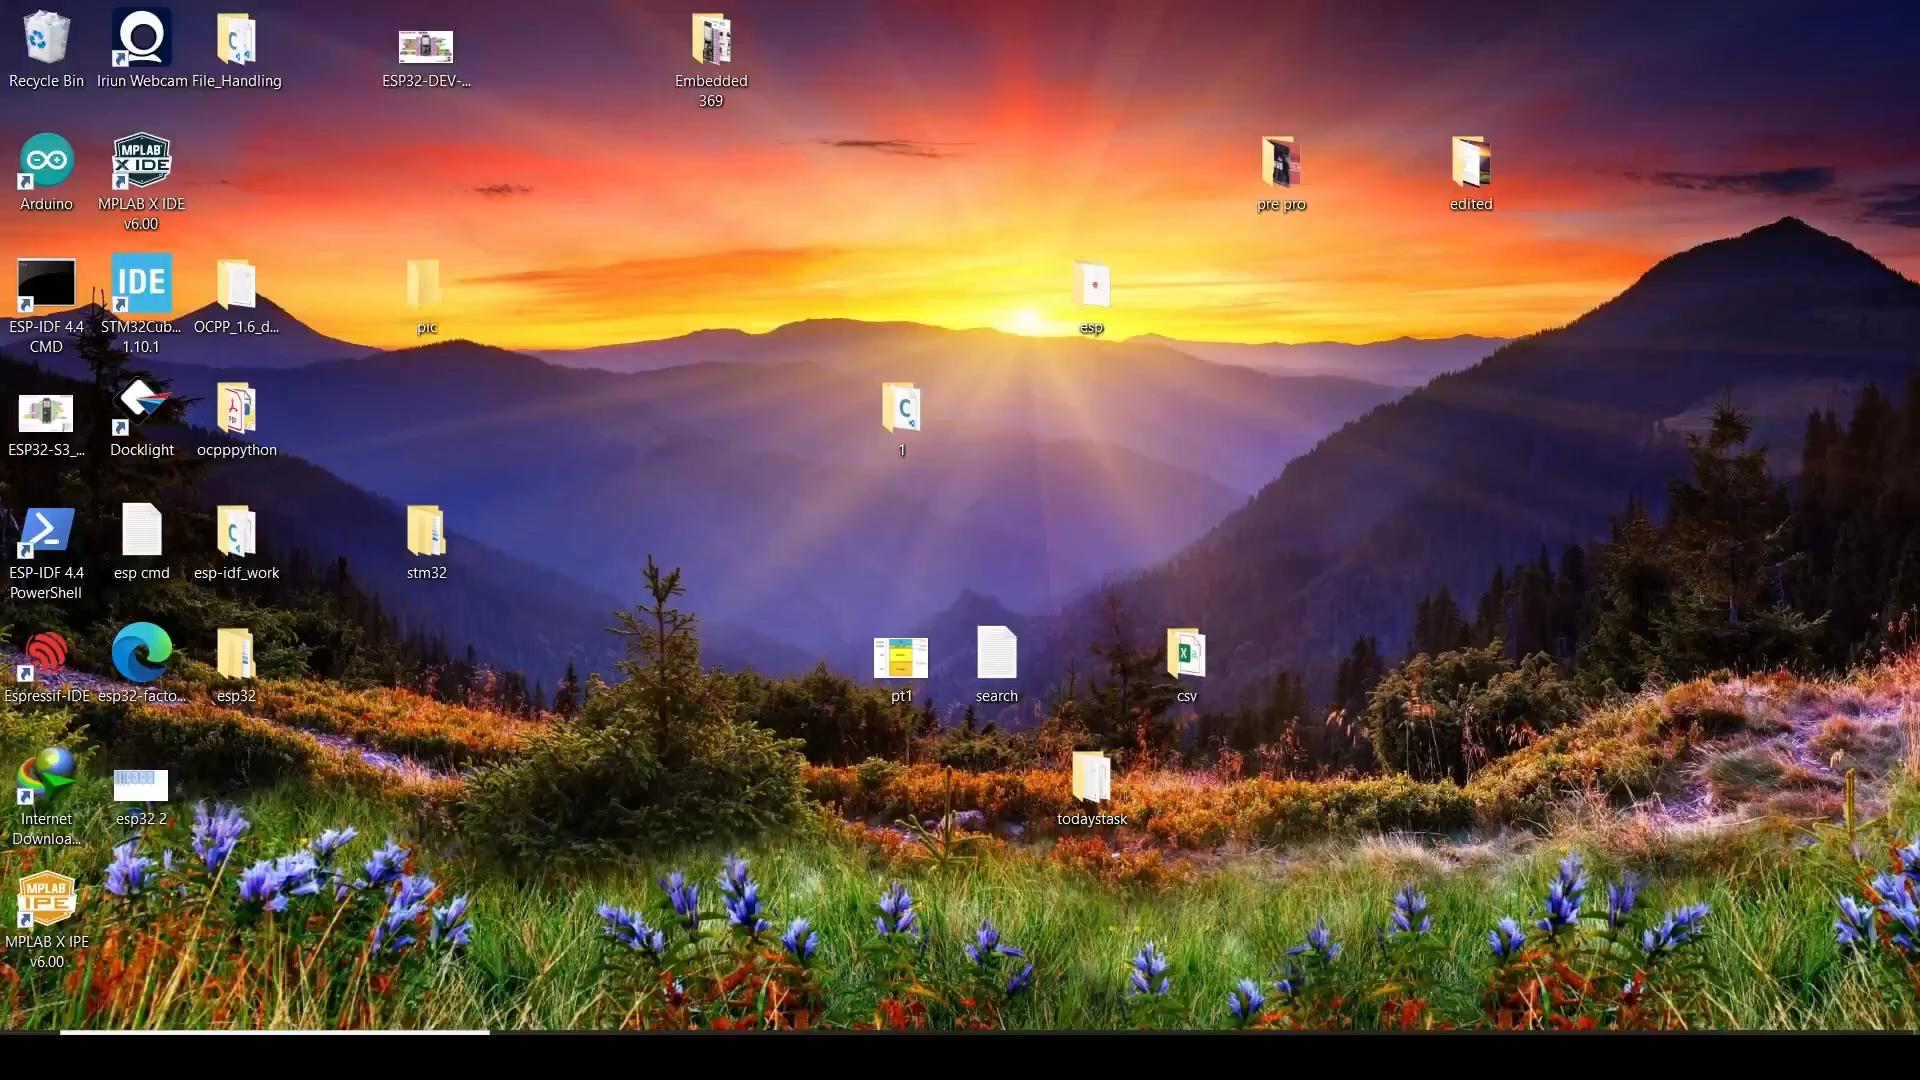 Recycle Bin
Iriun Webcam
File_Handling
ESP32-DEV-...
Embedded
369
Arduino
MPLAB
X IDE
MPLAB X IDE
v6.00
pre pro
edited
ESP-IDF 4.4
CMD
IDE
STM32Cub...
1.10.1
OCPP_1.6_d...
pic
esp
ESP32-S3_...
Docklight
PDF
ocpppython
C
1
ESP-IDF 4.4
PowerShell
esp cmd
C
esp-idf_work
stm32
Espressif-IDE
esp32-facto...
esp32
pt1
search
csv
Internet
Downloa...
esp32 2
todaystask
MPLAB
IPE
MPLAB X IPE
v6.00